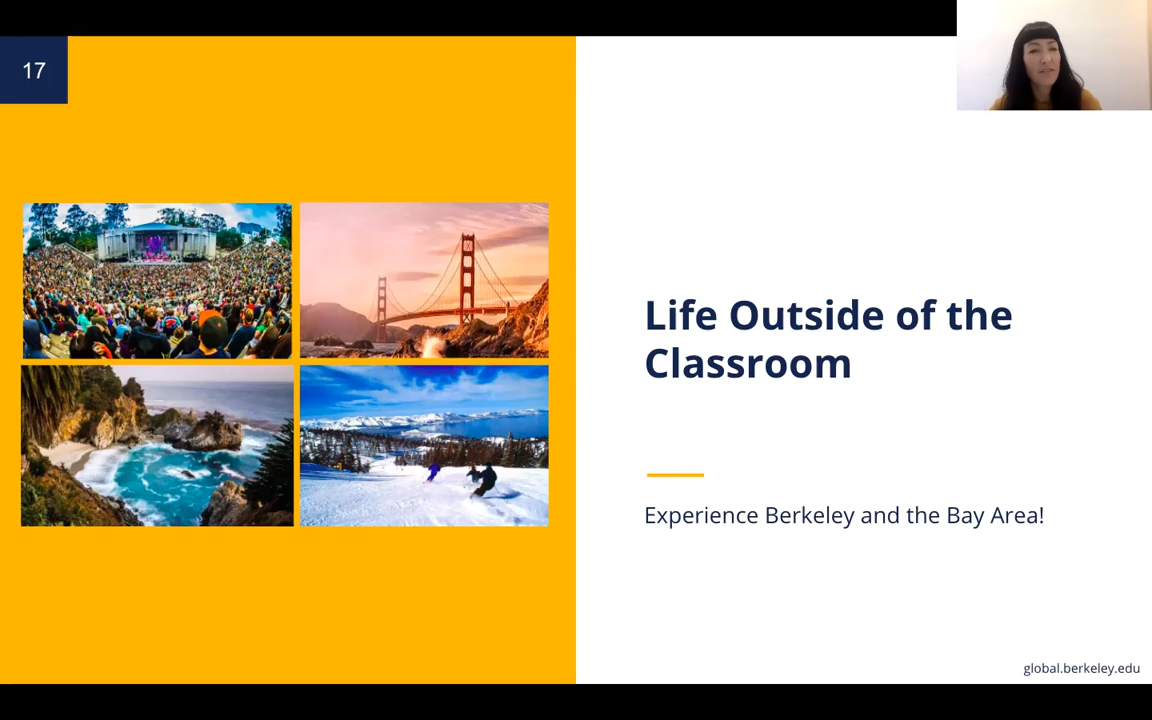 17
Life Outside of the
Classroom
Experience Berkeley and the Bay Area!
global.berkeley.edu